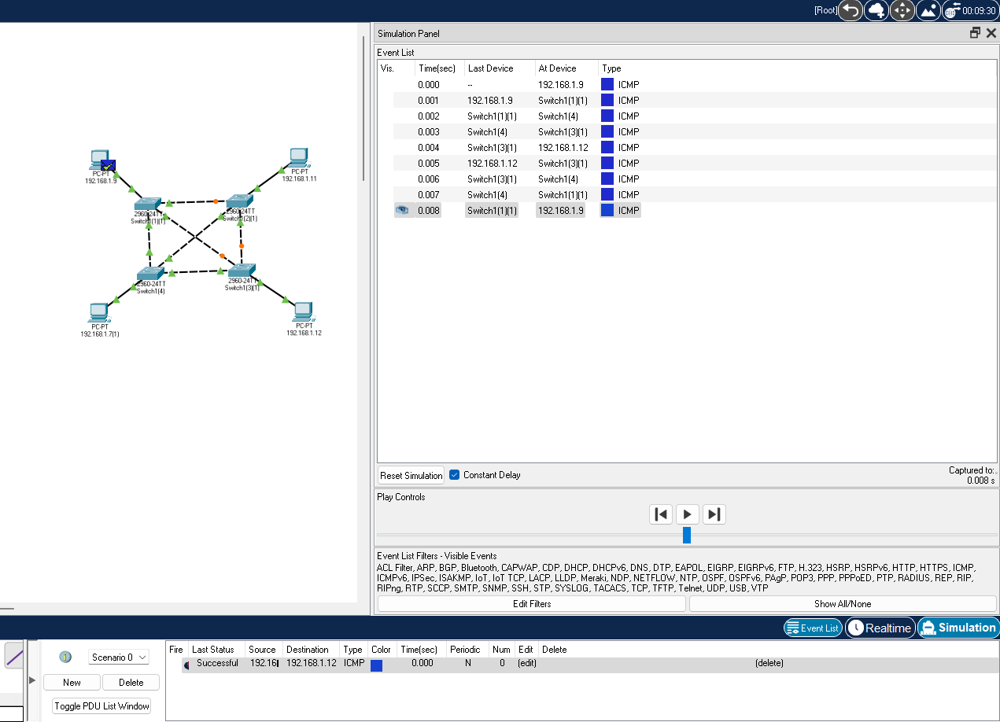 [Root] 00:09:30
Simulation Panel
Event List
Vis. Time(sec) Last Device At Device Type
0.000 -- 192.168.1.9 ICMP
0.001 192.168.1.9 Switch1(1)(1) ICMP
0.002 Switch1(1)(1) Switch1(4) ICMP
0.003 Switch1(4) Switch1(3)(1) ICMP
0.004 Switch1(3)(1) 192.168.1.12 ICMP
0.005 192.168.1.12 Switch1(3)(1) ICMP
0.006 Switch1(3)(1) Switch1(4) ICMP
0.007 Switch1(4) Switch1(1)(1) ICMP
0.008 Switch1(1)(1) 192.168.1.9 ICMP
PC-PT
192.168.1.9
PC-PT
192.168.1.11
2960-24TT
Switch1(1)(1)
2960-24TT
Switch1(2)(1)
2960-24TT
Switch1(4)
2960-24TT
Switch1(3)(1)
PC-PT
192.168.1.7(1)
PC-PT
192.168.1.12
Reset Simulation Constant Delay
Captured to:
0.008 s
Play Controls
Event List Filters - Visible Events
ACL Filter, ARP, BGP, Bluetooth, CAPWAP, CDP, DHCP, DHCPv6, DNS, DTP, EAPOL, EIGRP, EIGRPv6, FTP, H.323, HSRP, HSRPv6, HTTP, HTTPS, ICMP,
ICMPv6, IPSec, ISAKMP, IoT, IoT TCP, LACP, LLDP, Meraki, NDP, NETFLOW, NTP, OSPF, OSPFv6, PAgP, POP3, PPP, PPPoED, PTP, RADIUS, REP, RIP,
RIPng, RTP, SCCP, SMTP, SNMP, SSH, STP, SYSLOG, TACACS, TCP, TFTP, Telnet, UDP, USB, VTP
Edit Filters Show All/None
Event List Realtime Simulation
1 Scenario 0
New Delete
Toggle PDU List Window
Fire Last Status Source Destination Type Color Time(sec) Periodic Num Edit Delete
Successful 192.16 192.168.1.12 ICMP 0.000 N 0 (edit) (delete)